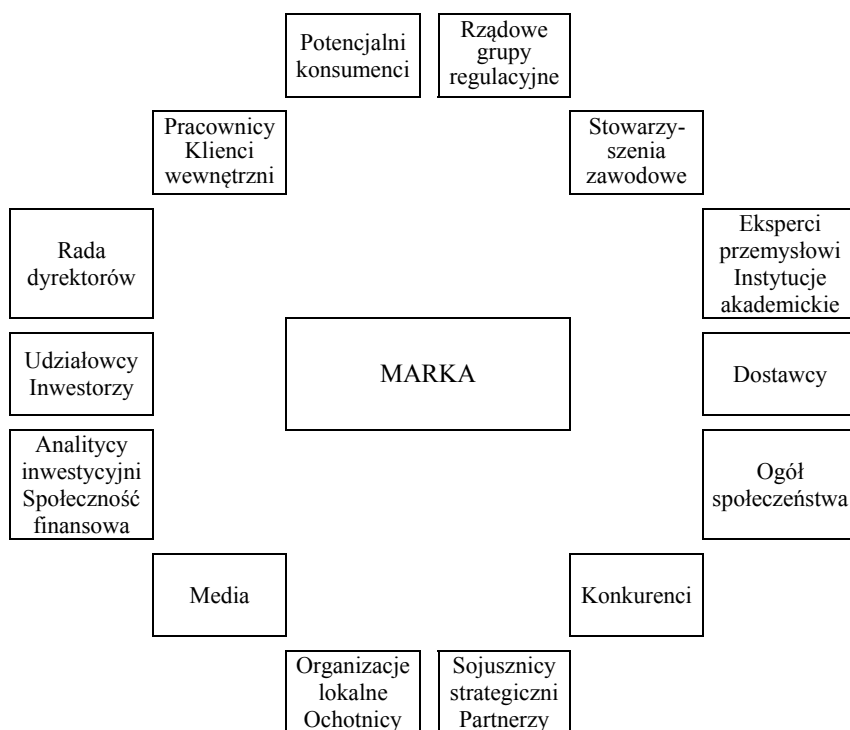 Potencjalni
konsumenci
Rządowe
grupy
regulacyjne
Pracownicy
Klienci
wewnętrzni
Stowarzy-
szenia
zawodowe
Rada
dyrektorów
Eksperci
przemysłowi
Instytucje
akademickie
Udziałowcy
Inwestorzy
MARKA
Dostawcy
Analitycy
inwestycyjni
Społeczność
finansowa
Ogół
społeczeństwa
Media
Konkurenci
Organizacje
lokalne
Ochotnicy
Sojusznicy
strategiczni
Partnerzy